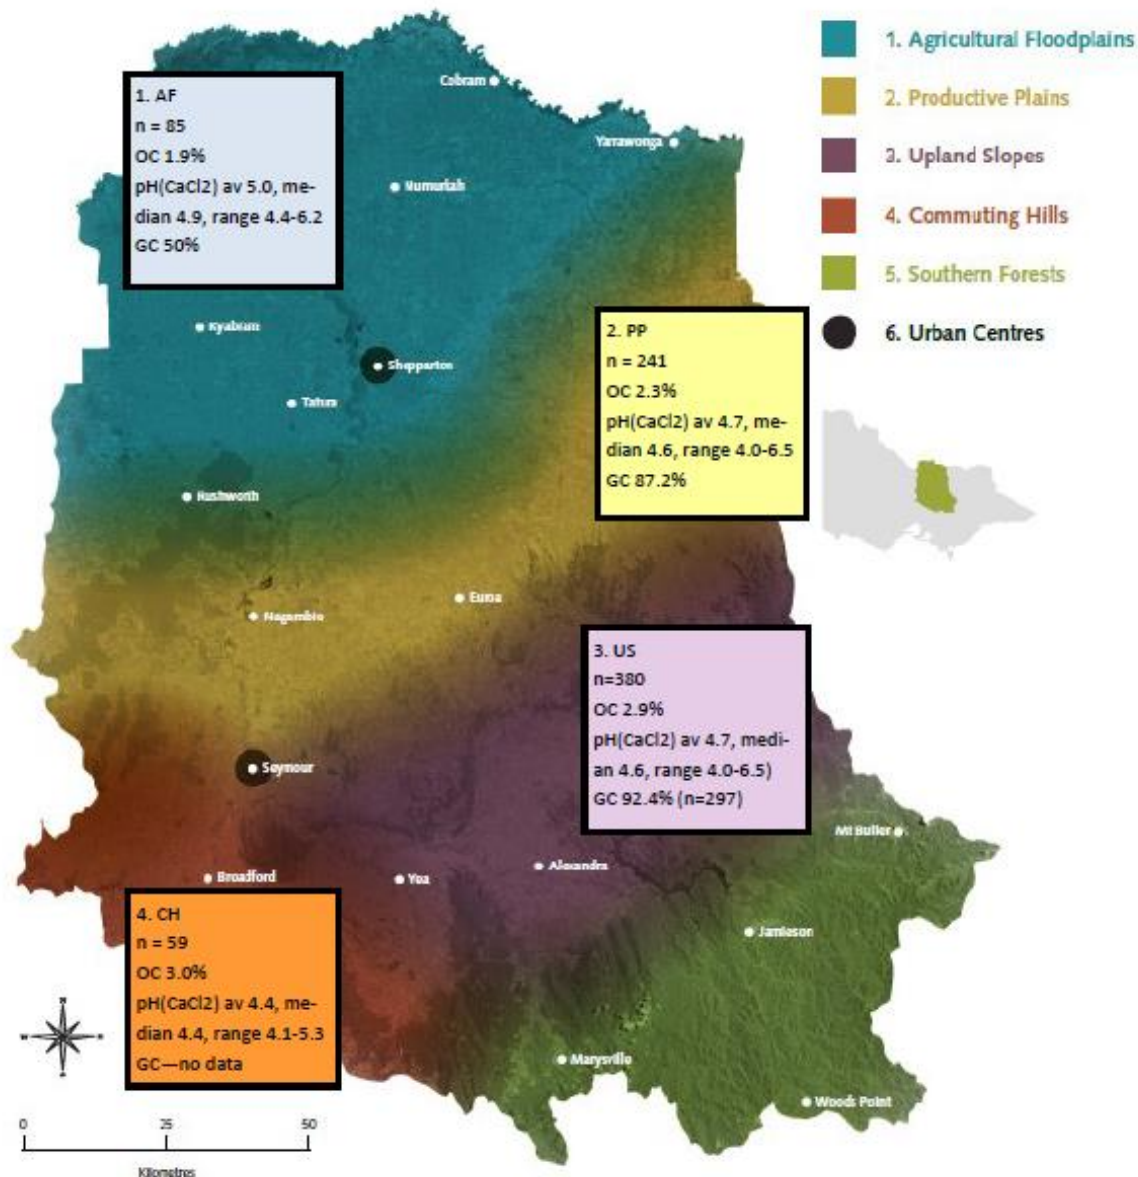 1. Agricultural Floodplains
2. Productive Plains
3. Upland Slopes
4. Commuting Hills
5. Southern Forests
6. Urban Centres
1. AF
n = 85
OC 1.9%
pH(CaCl2) av 5.0, me-
dian 4.9, range 4.4-6.2
GC 50%
Cobram
Yarrawonga
Numurkah
Kyabram
Shepparton
Tatura
2. PP
n = 241
OC 2.3%
pH(CaCl2) av 4.7, me-
dian 4.6, range 4.0-6.5
GC 87.2%
Rushworth
Nagambie
Euroa
3. US
n=380
OC 2.9%
pH(CaCl2) av 4.7, medi-
an 4.6, range 4.0-6.5)
GC 92.4% (n=297)
Seymour
Mt Buller
Broadford
Yea
Alexandra
4. CH
n = 59
OC 3.0%
pH(CaCl2) av 4.4, me-
dian 4.4, range 4.1-5.3
GC—no data
Jamieson
Marysville
Woods Point
0 25 50
Kilometres